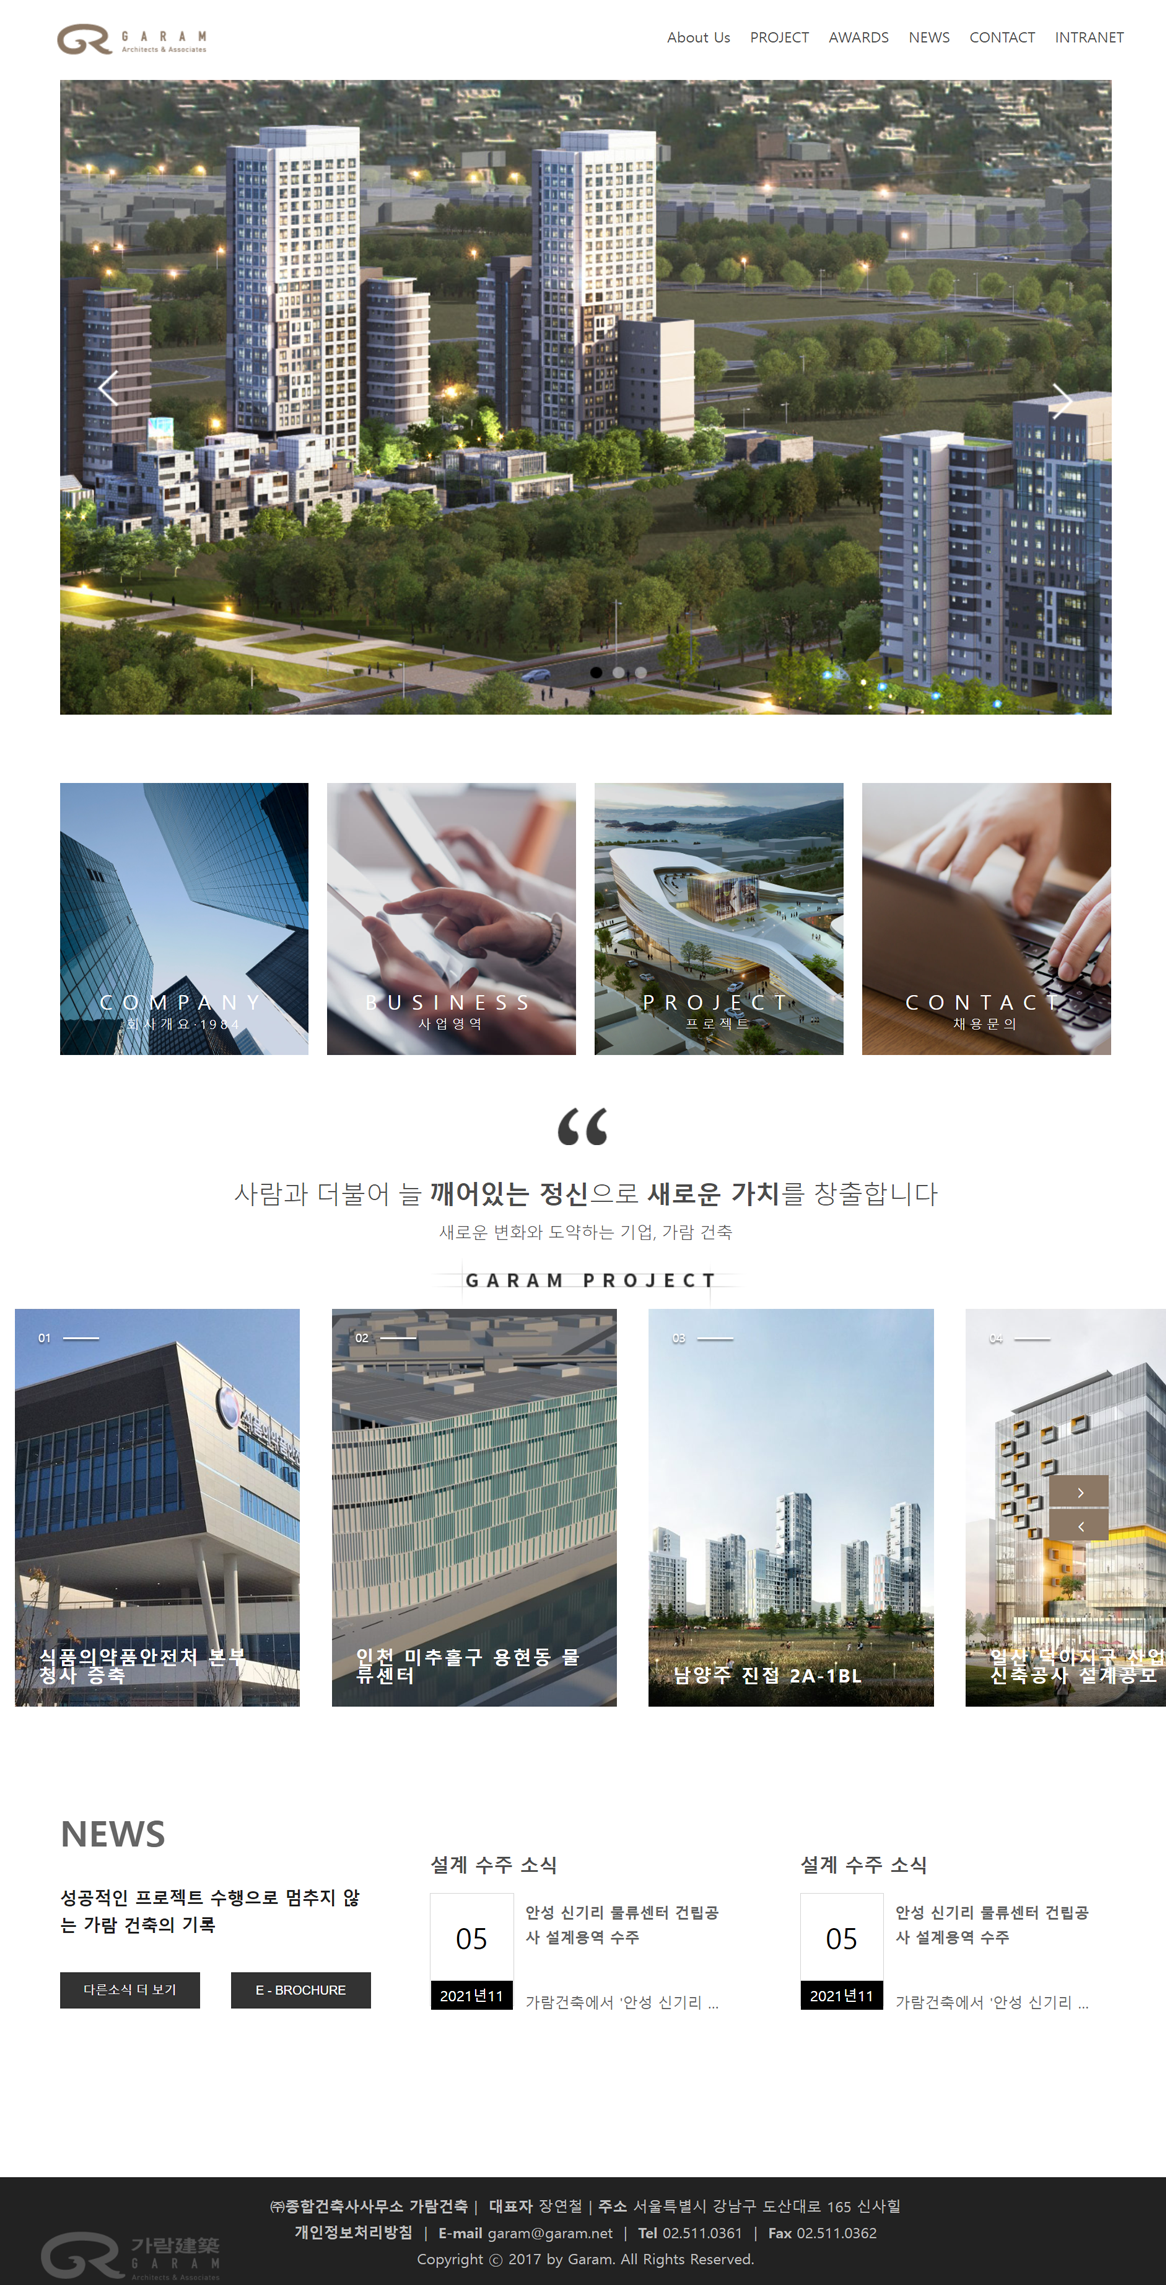 GARAM
Architects & Associates
About Us PROJECT AWARDS NEWS CONTACT INTRANET
COMPANY
회사개요·1984
BUSINESS
사업영역
PROJECT
프로젝트
CONTACT
채용문의
“
사람과 더불어 늘 깨어있는 정신으로 새로운 가치를 창출합니다
새로운 변화와 도약하는 기업, 가람 건축
GARAM PROJECT
01
식품의약품안전처 본부
청사 증축
02
인천 미추홀구 용현동 물
류센터
03
남양주 진접 2A-1BL
04
일산 덕이지구 산업
신축공사 설계공모
NEWS
성공적인 프로젝트 수행으로 멈추지 않
는 가람 건축의 기록
다른소식 더 보기
E - BROCHURE
설계 수주 소식
05
2021년11
안성 신기리 물류센터 건립공
사 설계용역 수주
가람건축에서 '안성 신기리 ...
설계 수주 소식
05
2021년11
안성 신기리 물류센터 건립공
사 설계용역 수주
가람건축에서 '안성 신기리 ...
㈜종합건축사사무소 가람건축 | 대표자 장연철 | 주소 서울특별시 강남구 도산대로 165 신사힐
개인정보처리방침 | E-mail garam@garam.net | Tel 02.511.0361 | Fax 02.511.0362
Copyright ⓒ 2017 by Garam. All Rights Reserved.
가람建築
GARAM
Architects & Associates